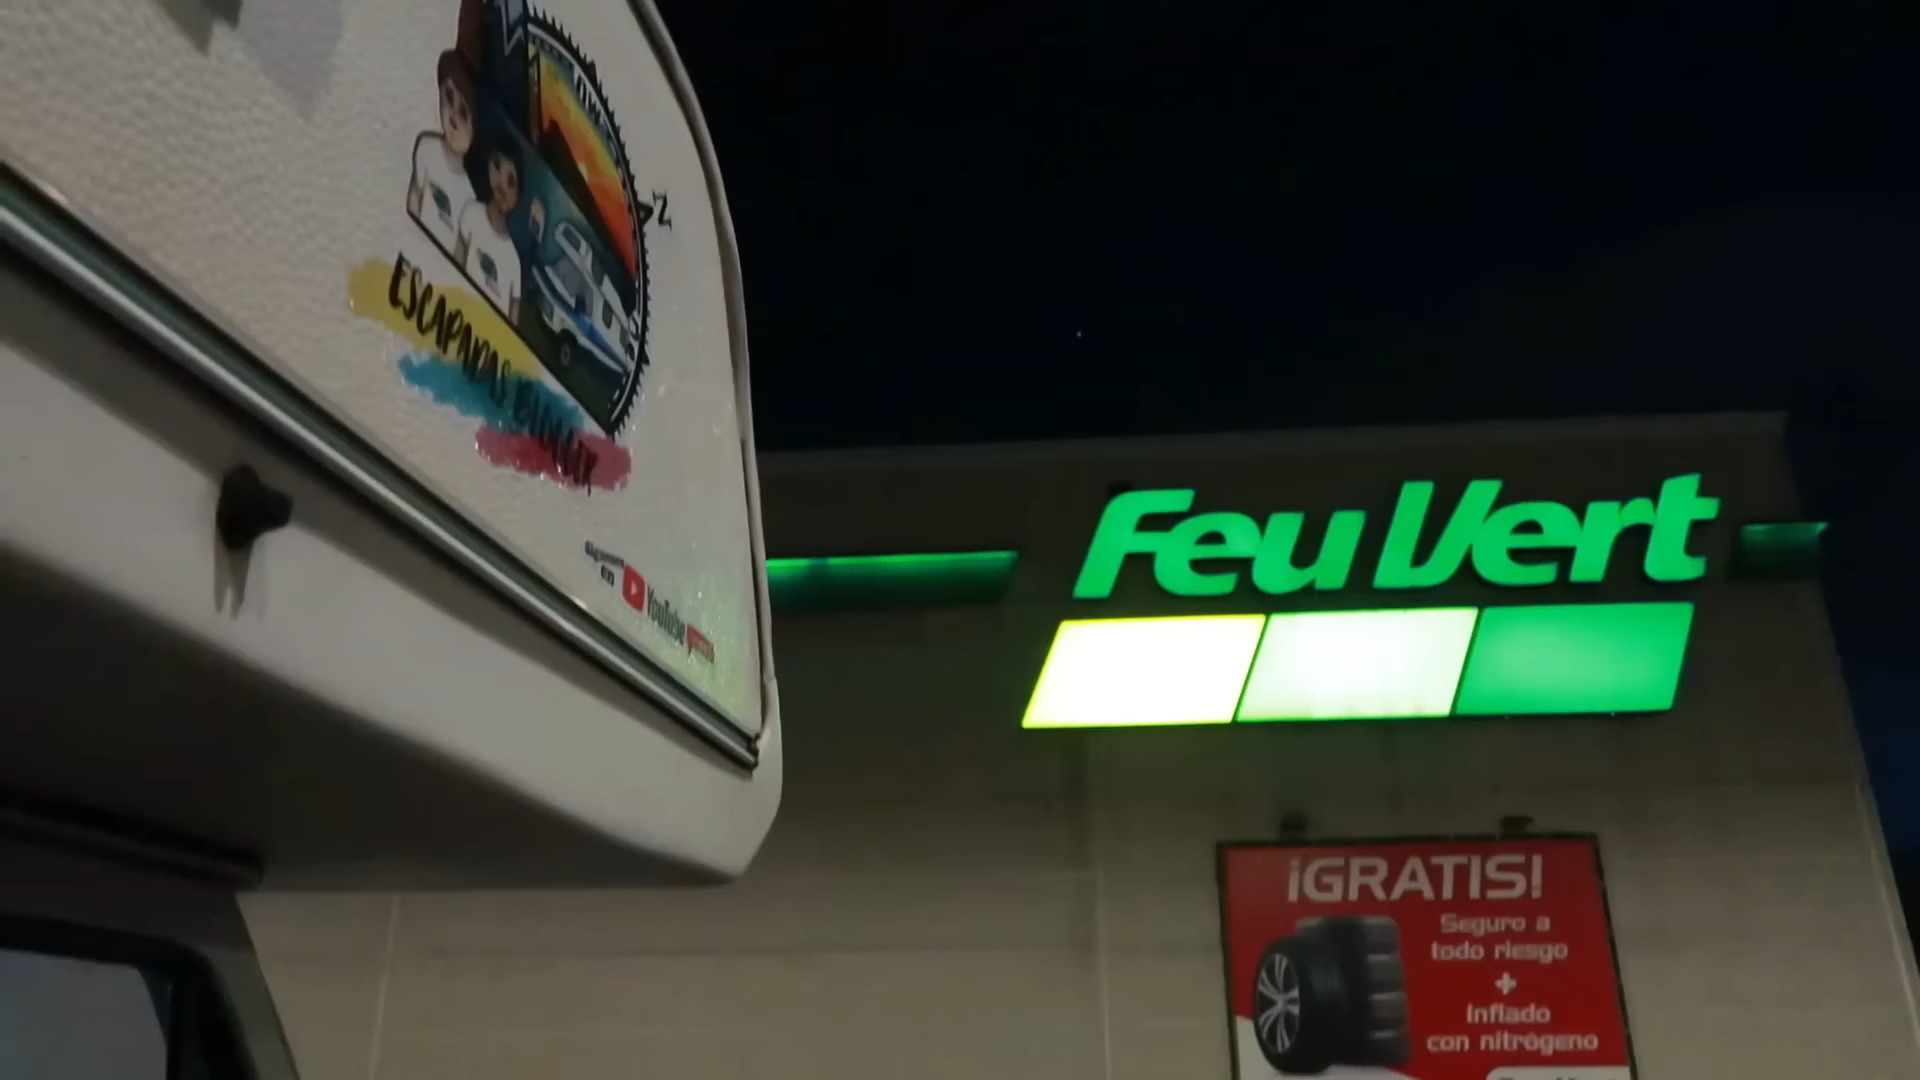 ESCAPADAS
YouTube
Feu Vert
¡GRATIS!
Seguro a
todo riesgo
+
Inflado
con nitrógeno